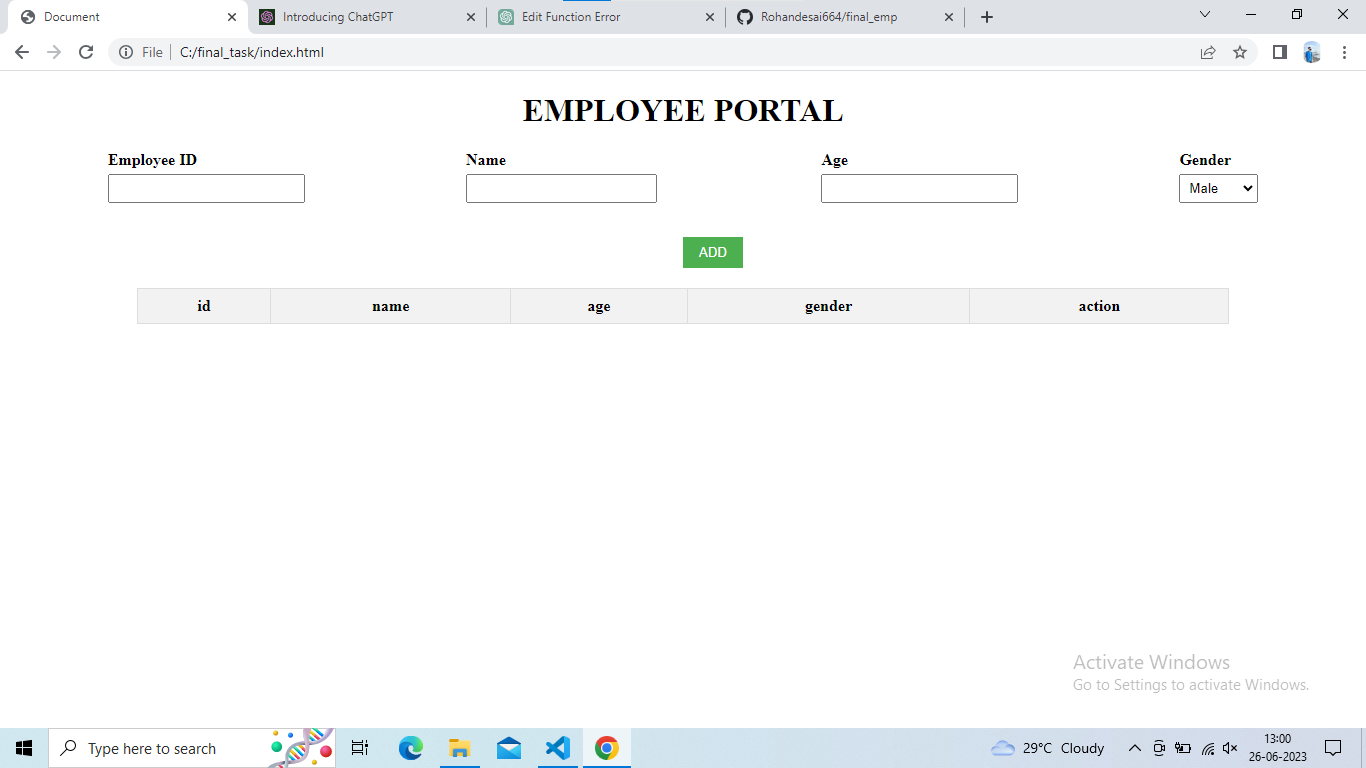 Document
Introducing ChatGPT
Edit Function Error
Rohandesai664/final_emp
File
C:/final_task/index.html
EMPLOYEE PORTAL
Employee ID
Name
Age
Gender
Male
ADD
id
name
age
gender
action
Activate Windows
Go to Settings to activate Windows.
Type here to search
29°C Cloudy
13:00
26-06-2023